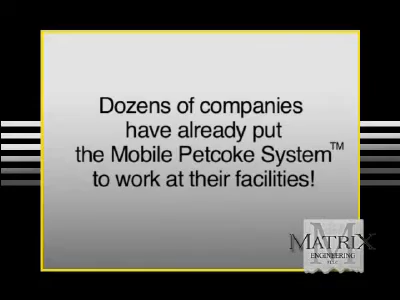 Dozens of companies
have already put
the Mobile Petcoke System™
to work at their facilities!
M
MATRIX
ENGINEERING